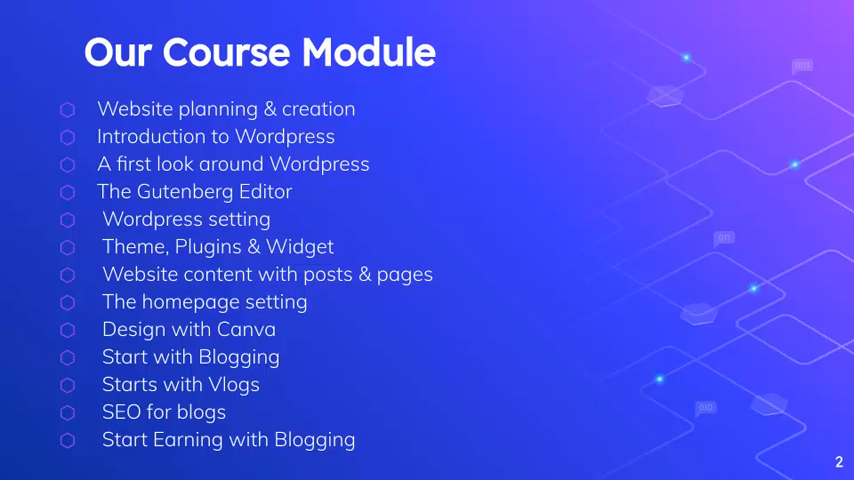 Our Course Module
Website planning & creation
Introduction to Wordpress
A first look around Wordpress
The Gutenberg Editor
Wordpress setting
Theme, Plugins & Widget
Website content with posts & pages
The homepage setting
Design with Canva
Start with Blogging
Starts with Vlogs
SEO for blogs
Start Earning with Blogging
2